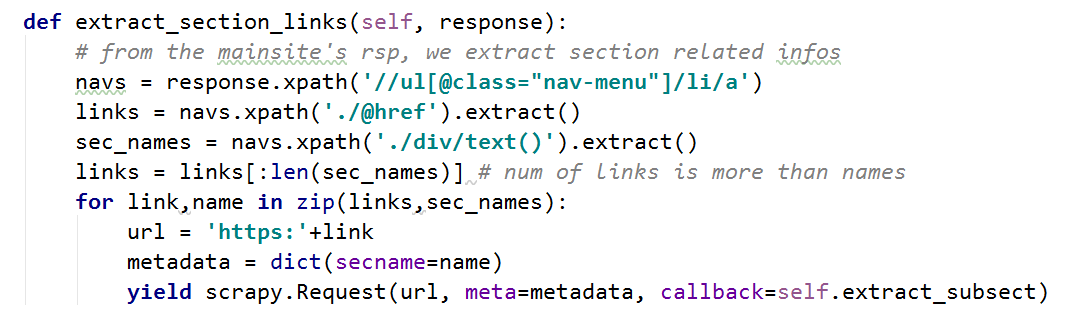 def extract_section_links(self, response):
    # from the mainsite's rsp, we extract section related infos
    navs = response.xpath('//ul[@class="nav-menu"]/li/a')
    links = navs.xpath('./@href').extract()
    sec_names = navs.xpath('./div/text()').extract()
    links = links[:len(sec_names)] # num of links is more than names
    for link,name in zip(links,sec_names):
        url = 'https:'+link
        metadata = dict(secname=name)
        yield scrapy.Request(url, meta=metadata, callback=self.extract_subsect)